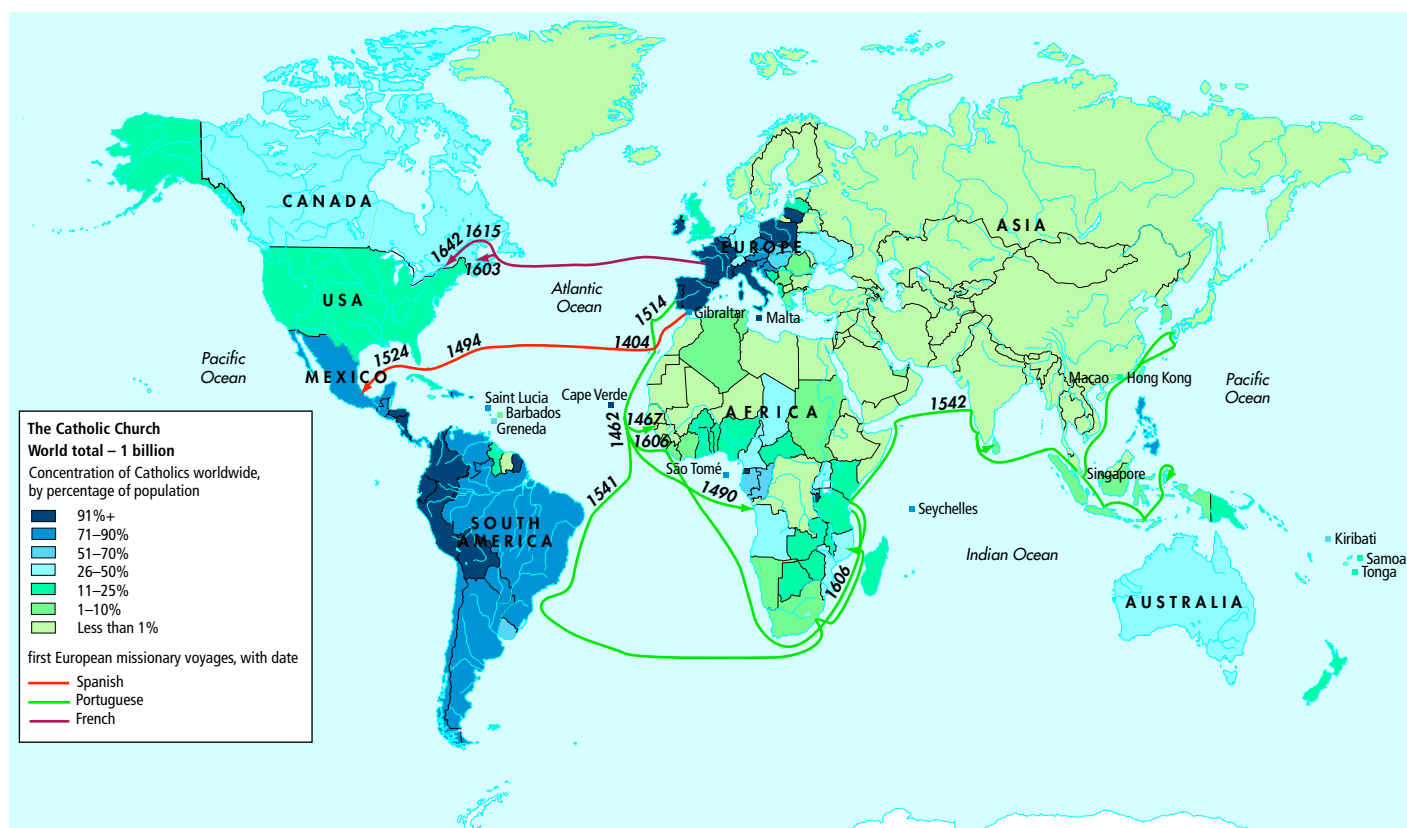 CANADA
ASIA
1615
1642
EUROPE
1603
USA
Atlantic
Ocean
1514
Gibraltar
Malta
1404
1494
1524
Pacific
Ocean
MEXICO
Macao
Hong Kong
Pacific
Ocean
Saint Lucia
Barbados
Greneda
Cape Verde
AFRICA
1542
1467
1462
1606
São Tomé
Singapore
1490
1541
SOUTH
AMERICA
Seychelles
Indian Ocean
Kiribati
Samoa
Tonga
1606
AUSTRALIA
The Catholic Church
World total – 1 billion
Concentration of Catholics worldwide,
by percentage of population
91%+
71–90%
51–70%
26–50%
11–25%
1–10%
Less than 1%
first European missionary voyages, with date
Spanish
Portuguese
French